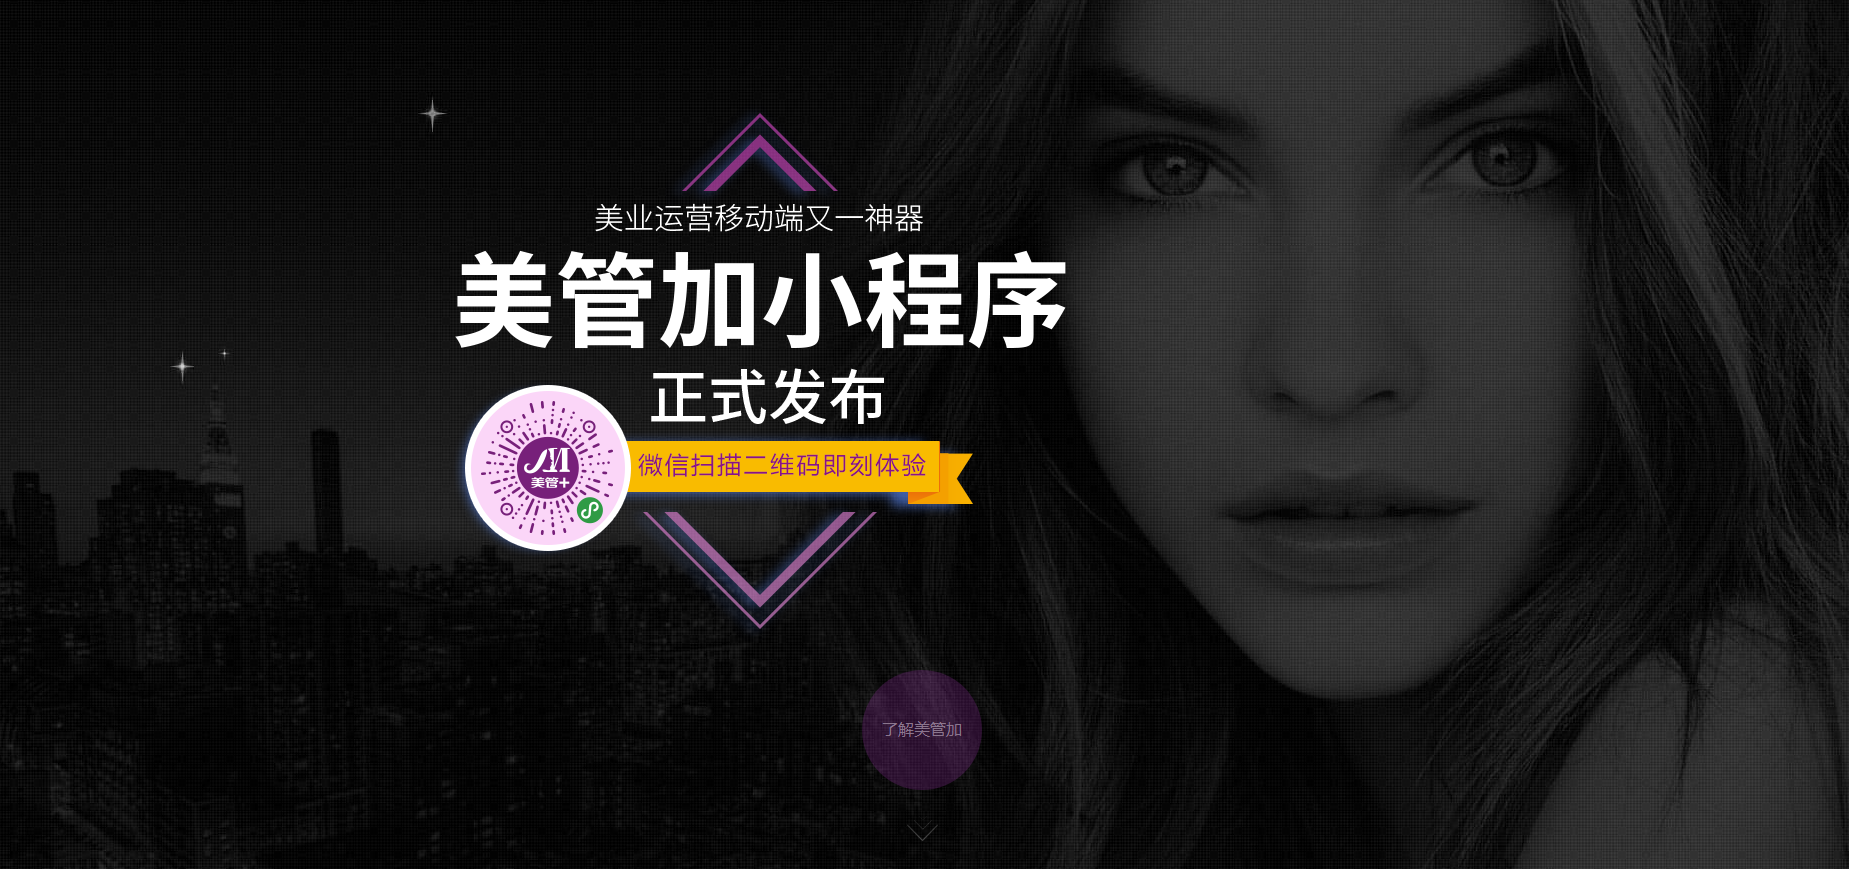 美业运营移动端又一神器
美管加小程序
正式发布
微信扫描二维码即刻体验
M
美管+
了解美管加